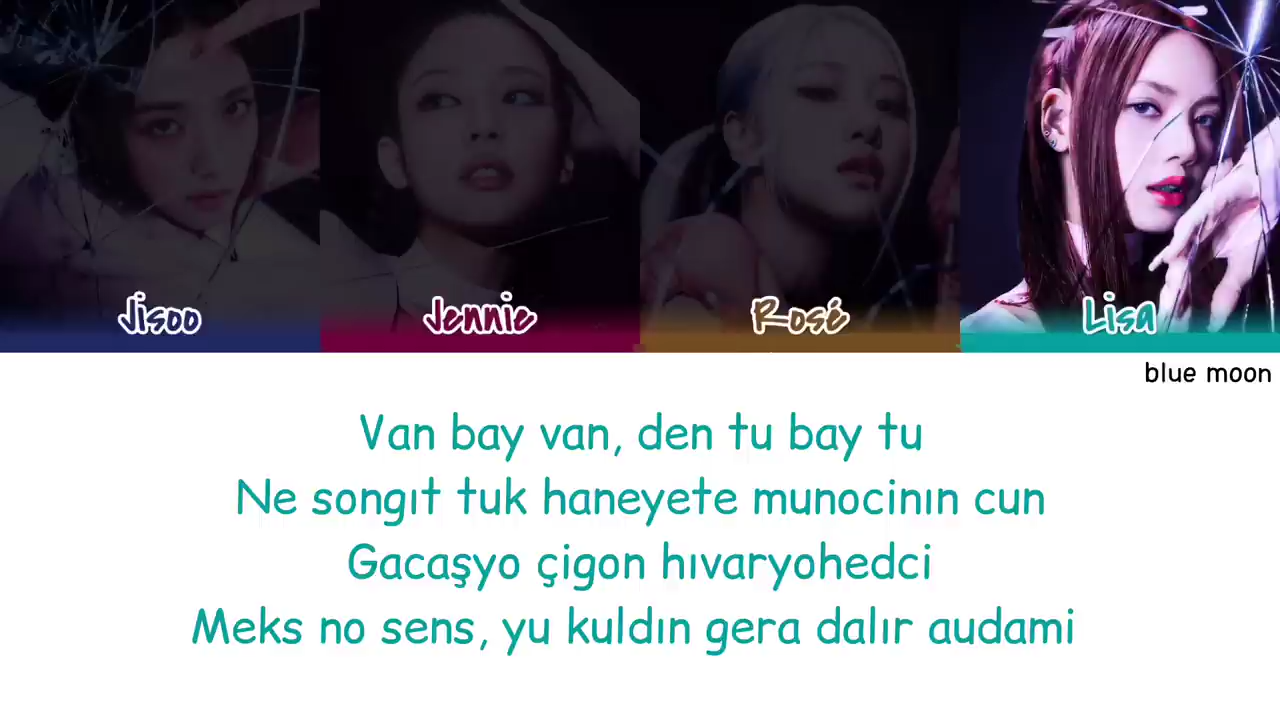 Jisoo
Jennie
Rosé
Lisa
blue moon
Van bay van, den tu bay tu
Ne songıt tuk haneyete munocinın cun
Gacaşyo çigon hıvaryohedci
Meks no sens, yu kuldın gera dalır audami